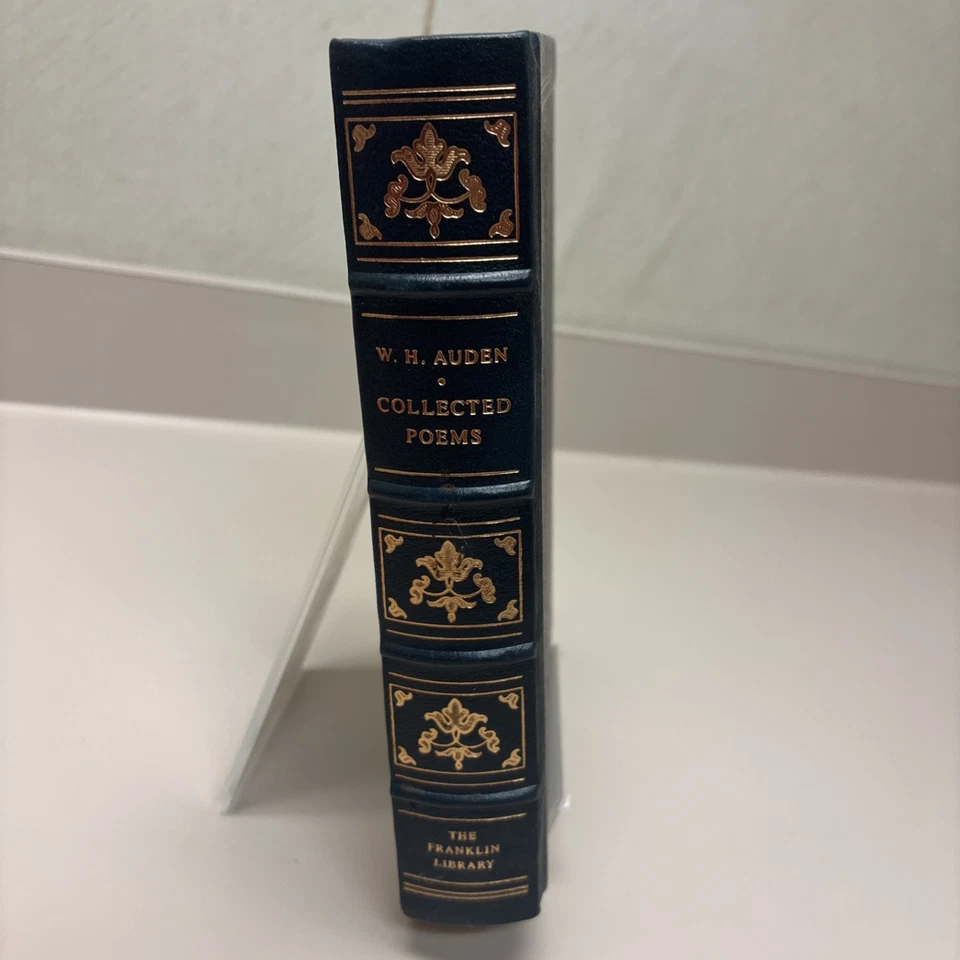 W. H. AUDEN
COLLECTED
POEMS
THE
FRANKLIN
LIBRARY